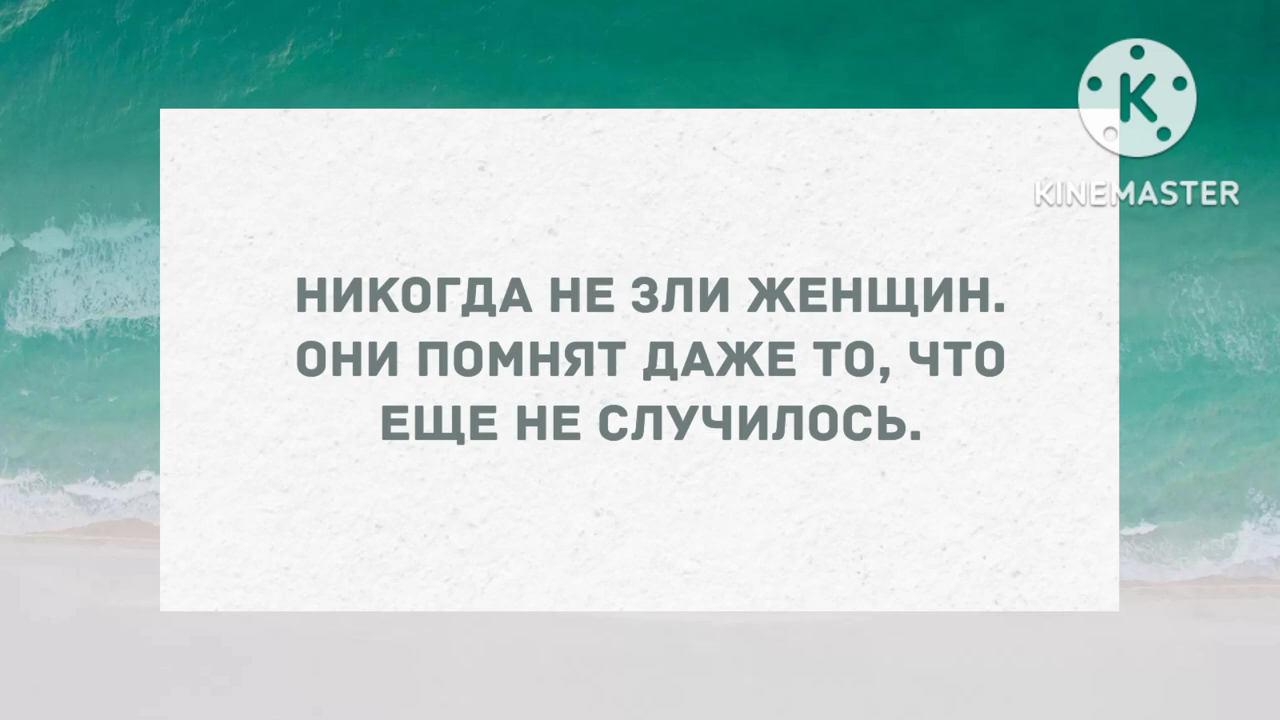 KINEMASTER
НИКОГДА НЕ ЗЛИ ЖЕНЩИН.
ОНИ ПОМНЯТ ДАЖЕ ТО, ЧТО
ЕЩЕ НЕ СЛУЧИЛОСЬ.